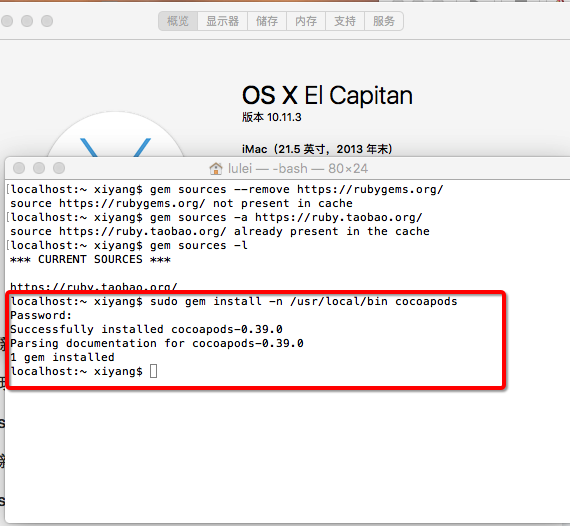 概览 显示器 储存 内存 支持 服务
OS X El Capitan
版本 10.11.3
iMac (21.5 英寸, 2013 年末)
lulei — -bash — 80×24
[localhost:~ xiyang$ gem sources --remove https://rubygems.org/
source https://rubygems.org/ not present in cache
[localhost:~ xiyang$ gem sources -a https://ruby.taobao.org/
source https://ruby.taobao.org/ already present in the cache
[localhost:~ xiyang$ gem sources -l
*** CURRENT SOURCES ***
https://ruby.taobao.org/
localhost:~ xiyang$ sudo gem install -n /usr/local/bin cocoapods
Password:
Successfully installed cocoapods-0.39.0
Parsing documentation for cocoapods-0.39.0
1 gem installed
localhost:~ xiyang$